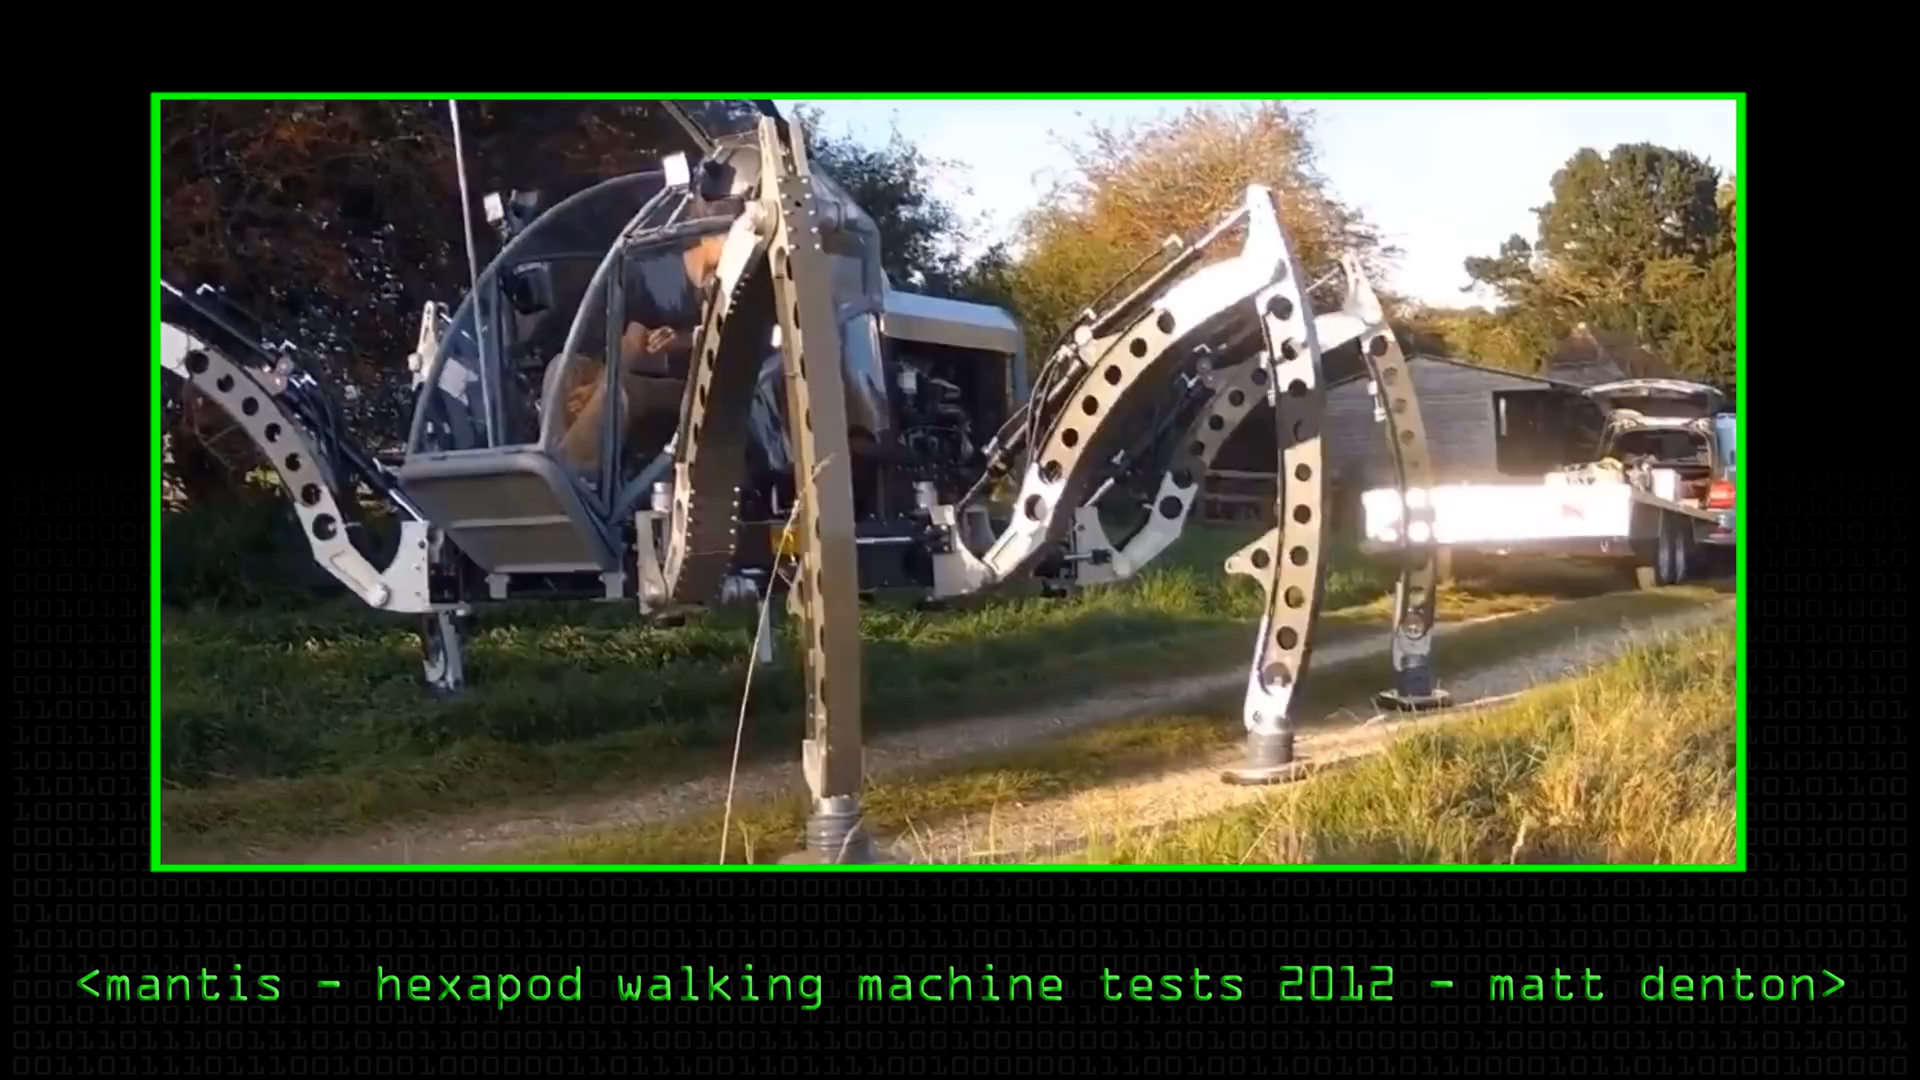 <mantis - hexapod walking machine tests 2012 - matt denton>